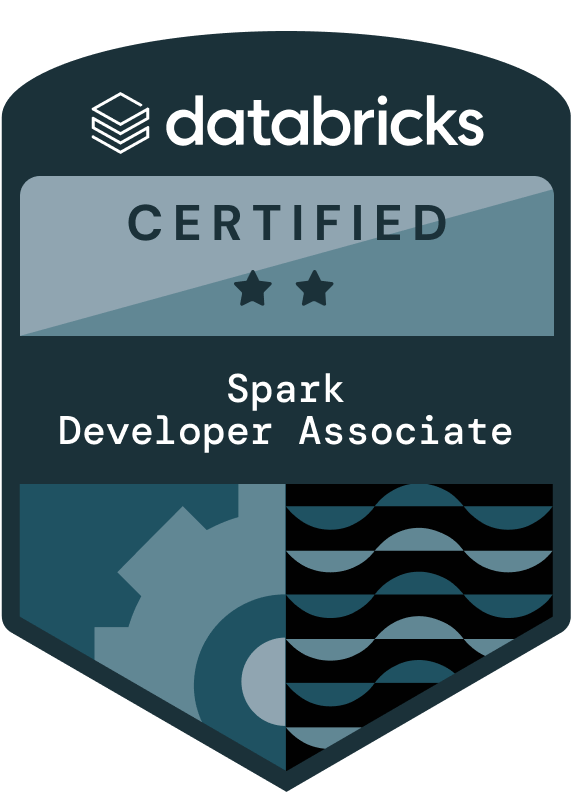 databricks
CERTIFIED
Spark
Developer Associate